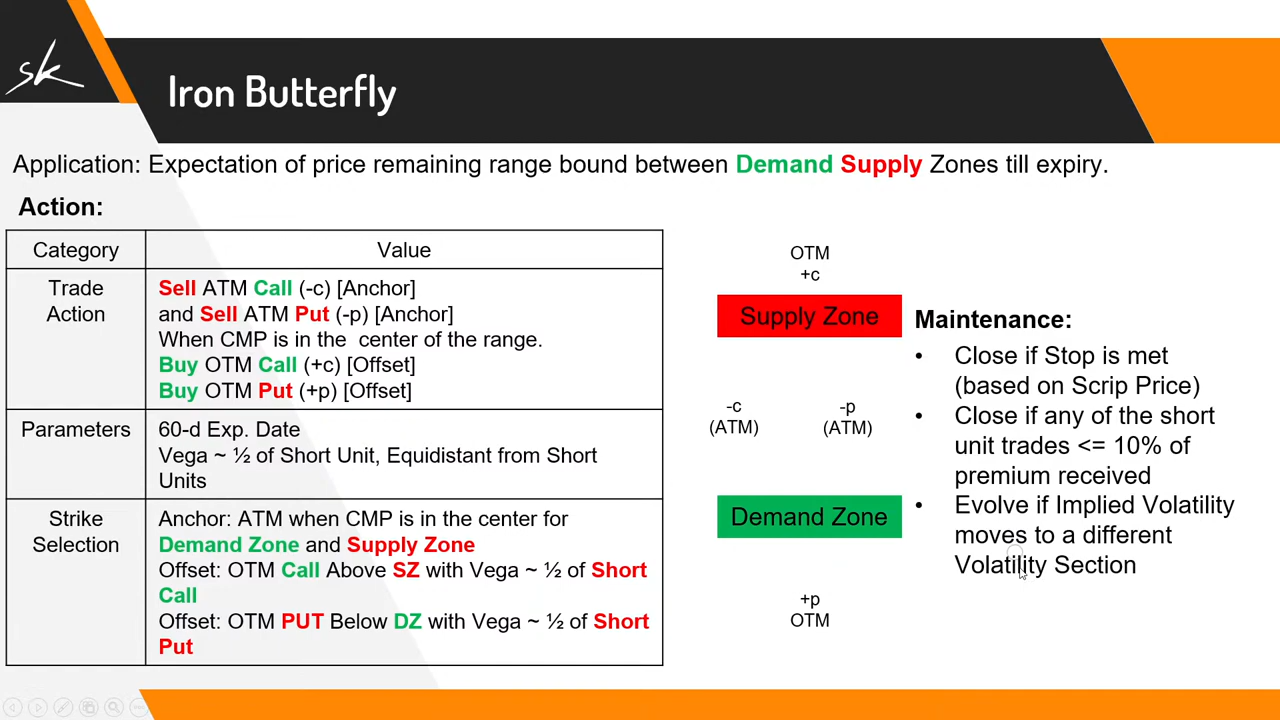 sk
Iron Butterfly
Application: Expectation of price remaining range bound between Demand Supply Zones till expiry.
Action:
Category Value
Trade Action
Sell ATM Call (-c) [Anchor]
and Sell ATM Put (-p) [Anchor]
When CMP is in the center of the range.
Buy OTM Call (+c) [Offset]
Buy OTM Put (+p) [Offset]
Parameters
60-d Exp. Date
Vega ~ ½ of Short Unit, Equidistant from Short
Units
Strike
Selection
Anchor: ATM when CMP is in the center for
Demand Zone and Supply Zone
Offset: OTM Call Above SZ with Vega ~ ½ of Short
Call
Offset: OTM PUT Below DZ with Vega ~ ½ of Short
Put
OTM
+c
Supply Zone
-c
(ATM)
-p
(ATM)
Demand Zone
+p
OTM
Maintenance:
• Close if Stop is met
(based on Scrip Price)
• Close if any of the short
unit trades <= 10% of
premium received
• Evolve if Implied Volatility
moves to a different
Volatility Section